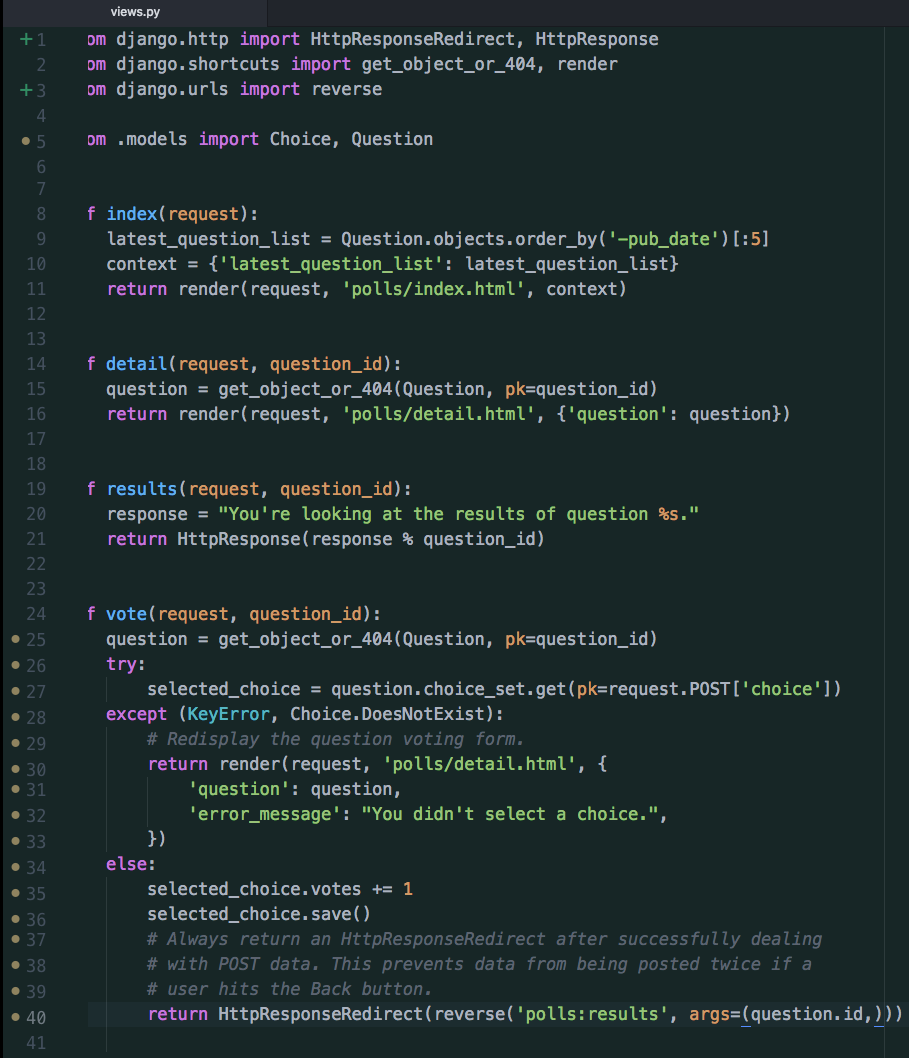 views.py
+ 1 om django.http import HttpResponseRedirect, HttpResponse
2 om django.shortcuts import get_object_or_404, render
+ 3 om django.urls import reverse
4
5 om .models import Choice, Question
6
7
8 f index(request):
9 latest_question_list = Question.objects.order_by('-pub_date')[:5]
10 context = {'latest_question_list': latest_question_list}
11 return render(request, 'polls/index.html', context)
12
13
14 f detail(request, question_id):
15 question = get_object_or_404(Question, pk=question_id)
16 return render(request, 'polls/detail.html', {'question': question})
17
18
19 f results(request, question_id):
20 response = "You're looking at the results of question %s."
21 return HttpResponse(response % question_id)
22
23
24 f vote(request, question_id):
25 question = get_object_or_404(Question, pk=question_id)
26 try:
27 selected_choice = question.choice_set.get(pk=request.POST['choice'])
28 except (KeyError, Choice.DoesNotExist):
29 # Redisplay the question voting form.
30 return render(request, 'polls/detail.html', {
31 'question': question,
32 'error_message': "You didn't select a choice.",
33 })
34 else:
35 selected_choice.votes += 1
36 selected_choice.save()
37 # Always return an HttpResponseRedirect after successfully dealing
38 # with POST data. This prevents data from being posted twice if a
39 # user hits the Back button.
40 return HttpResponseRedirect(reverse('polls:results', args=(question.id,)))
41